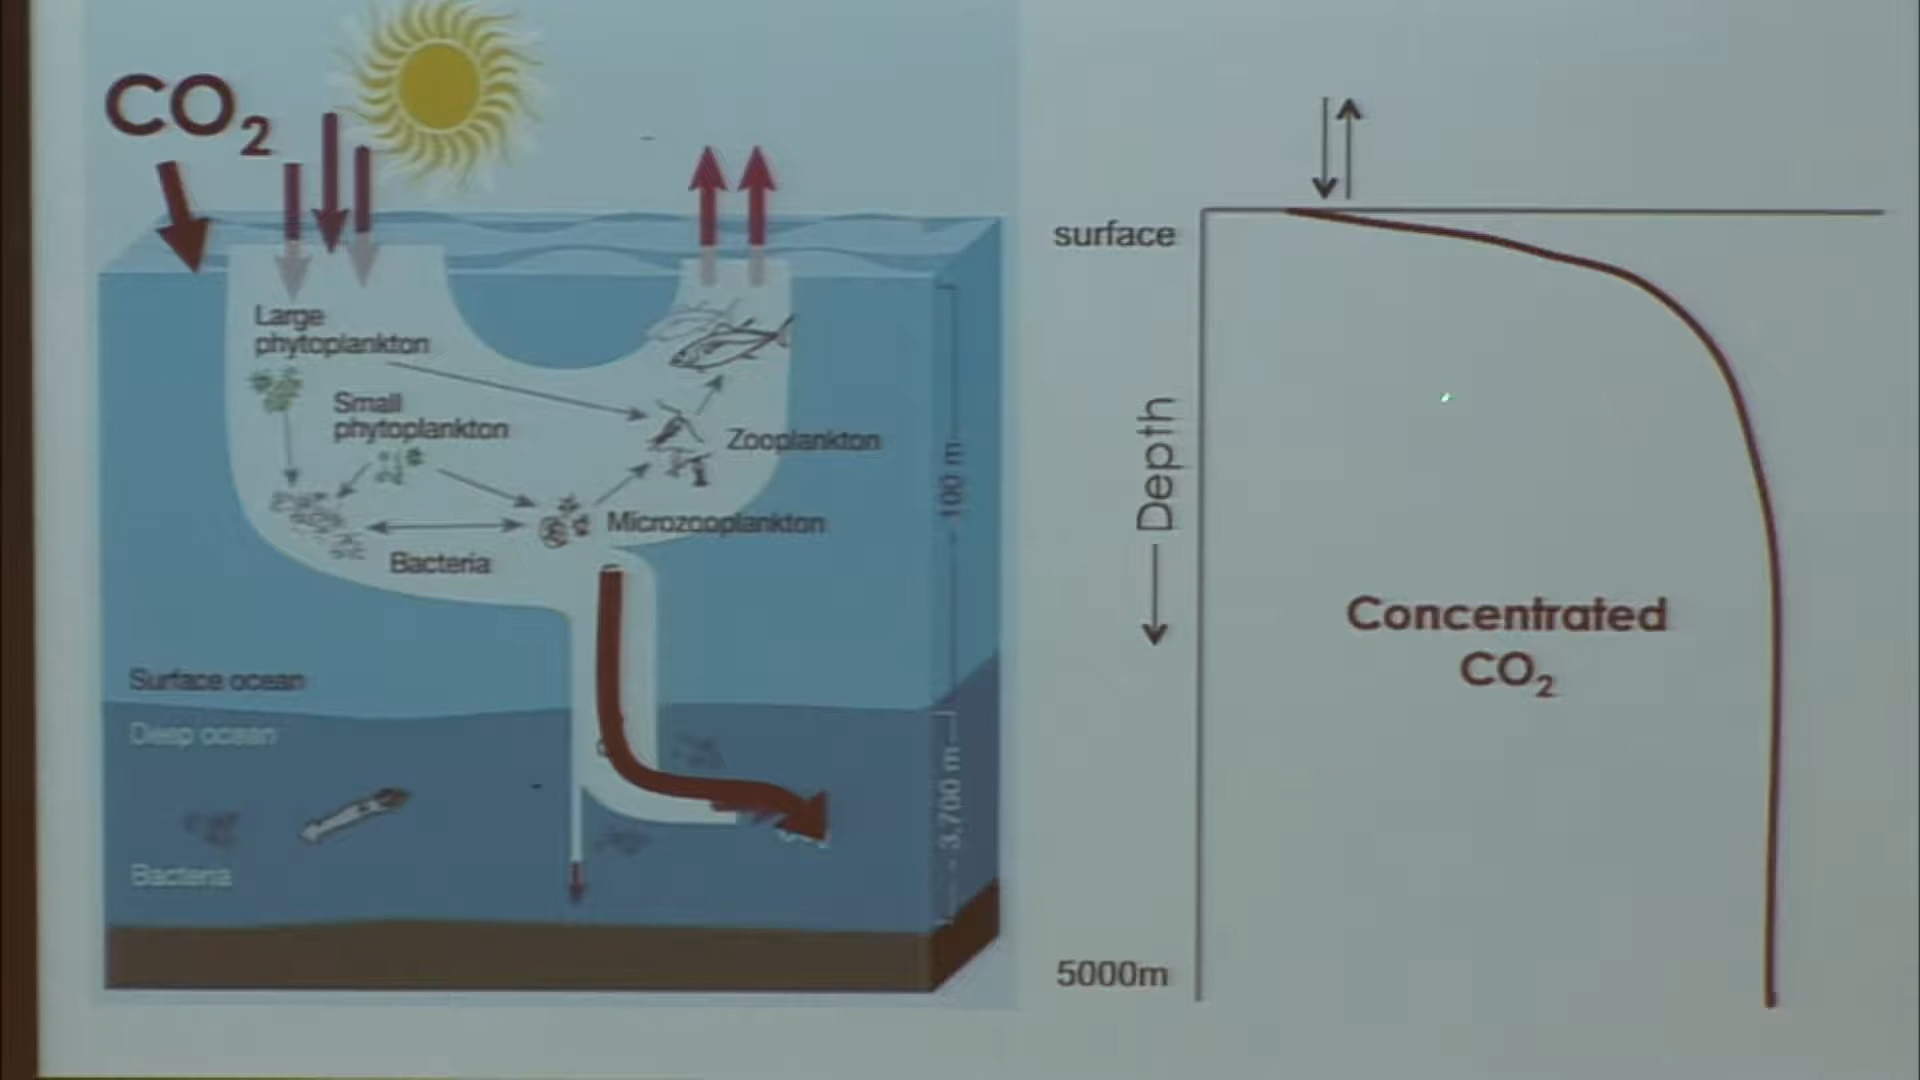 CO₂
Large
phytoplankton
Small
phytoplankton
Zooplankton
Microzooplankton
Bacteria
100 m
Surface ocean
Deep ocean
3,700 m
Bacteria
surface
Depth
Concentrated
CO₂
5000m